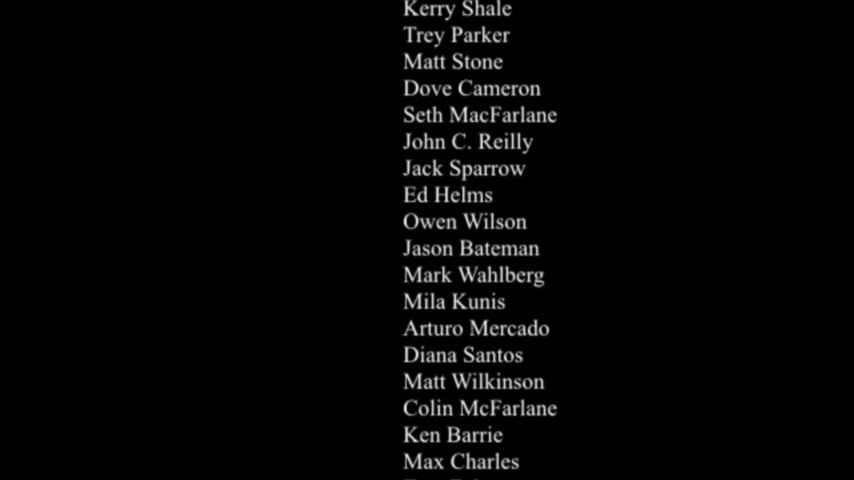 Kerry Shale
Trey Parker
Matt Stone
Dove Cameron
Seth MacFarlane
John C. Reilly
Jack Sparrow
Ed Helms
Owen Wilson
Jason Bateman
Mark Wahlberg
Mila Kunis
Arturo Mercado
Diana Santos
Matt Wilkinson
Colin McFarlane
Ken Barrie
Max Charles